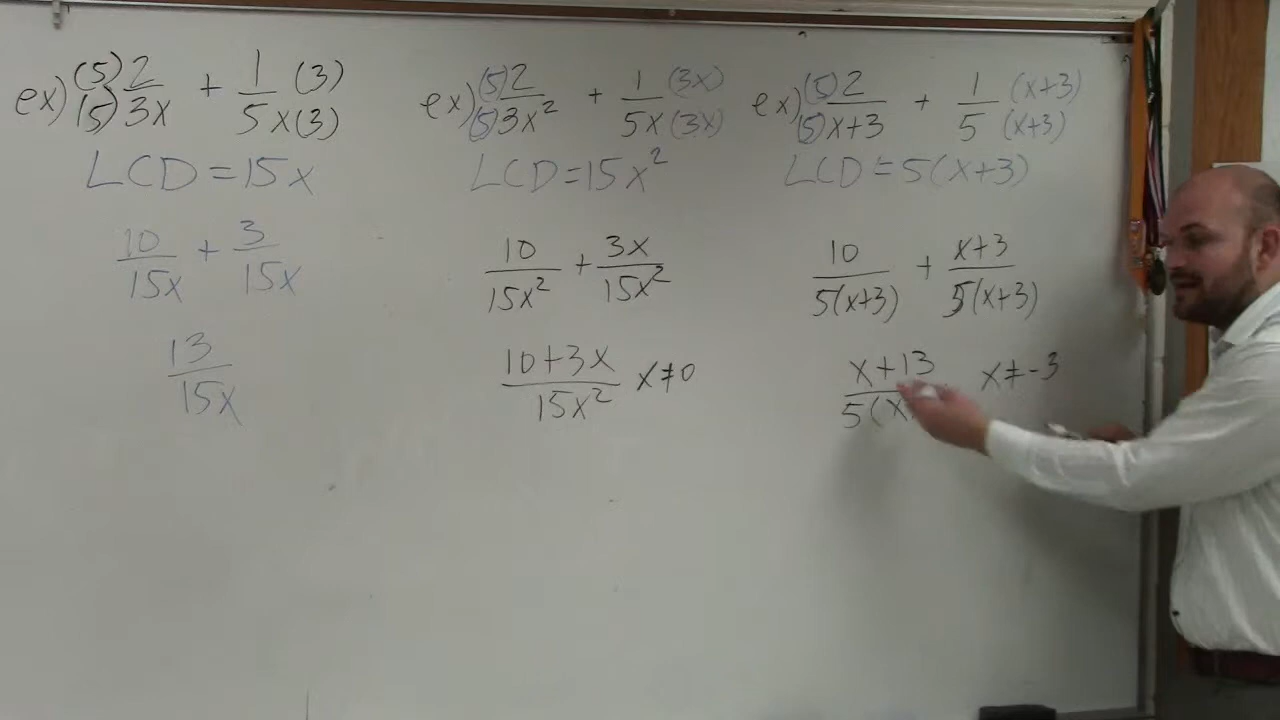 ex) (5)2/(5)3x + 1(3)/5x(3)
LCD = 15x
10/15x + 3/15x
13/15x
ex) (5)2/(5)3x² + 1(3x)/5x(3x)
LCD = 15x²
10/15x² + 3x/15x²
10+3x/15x² x≠0
ex) (5)2/(5)x+3 + 1(x+3)/5(x+3)
LCD = 5(x+3)
10/5(x+3) + x+3/5(x+3)
x+13/5(x x≠-3